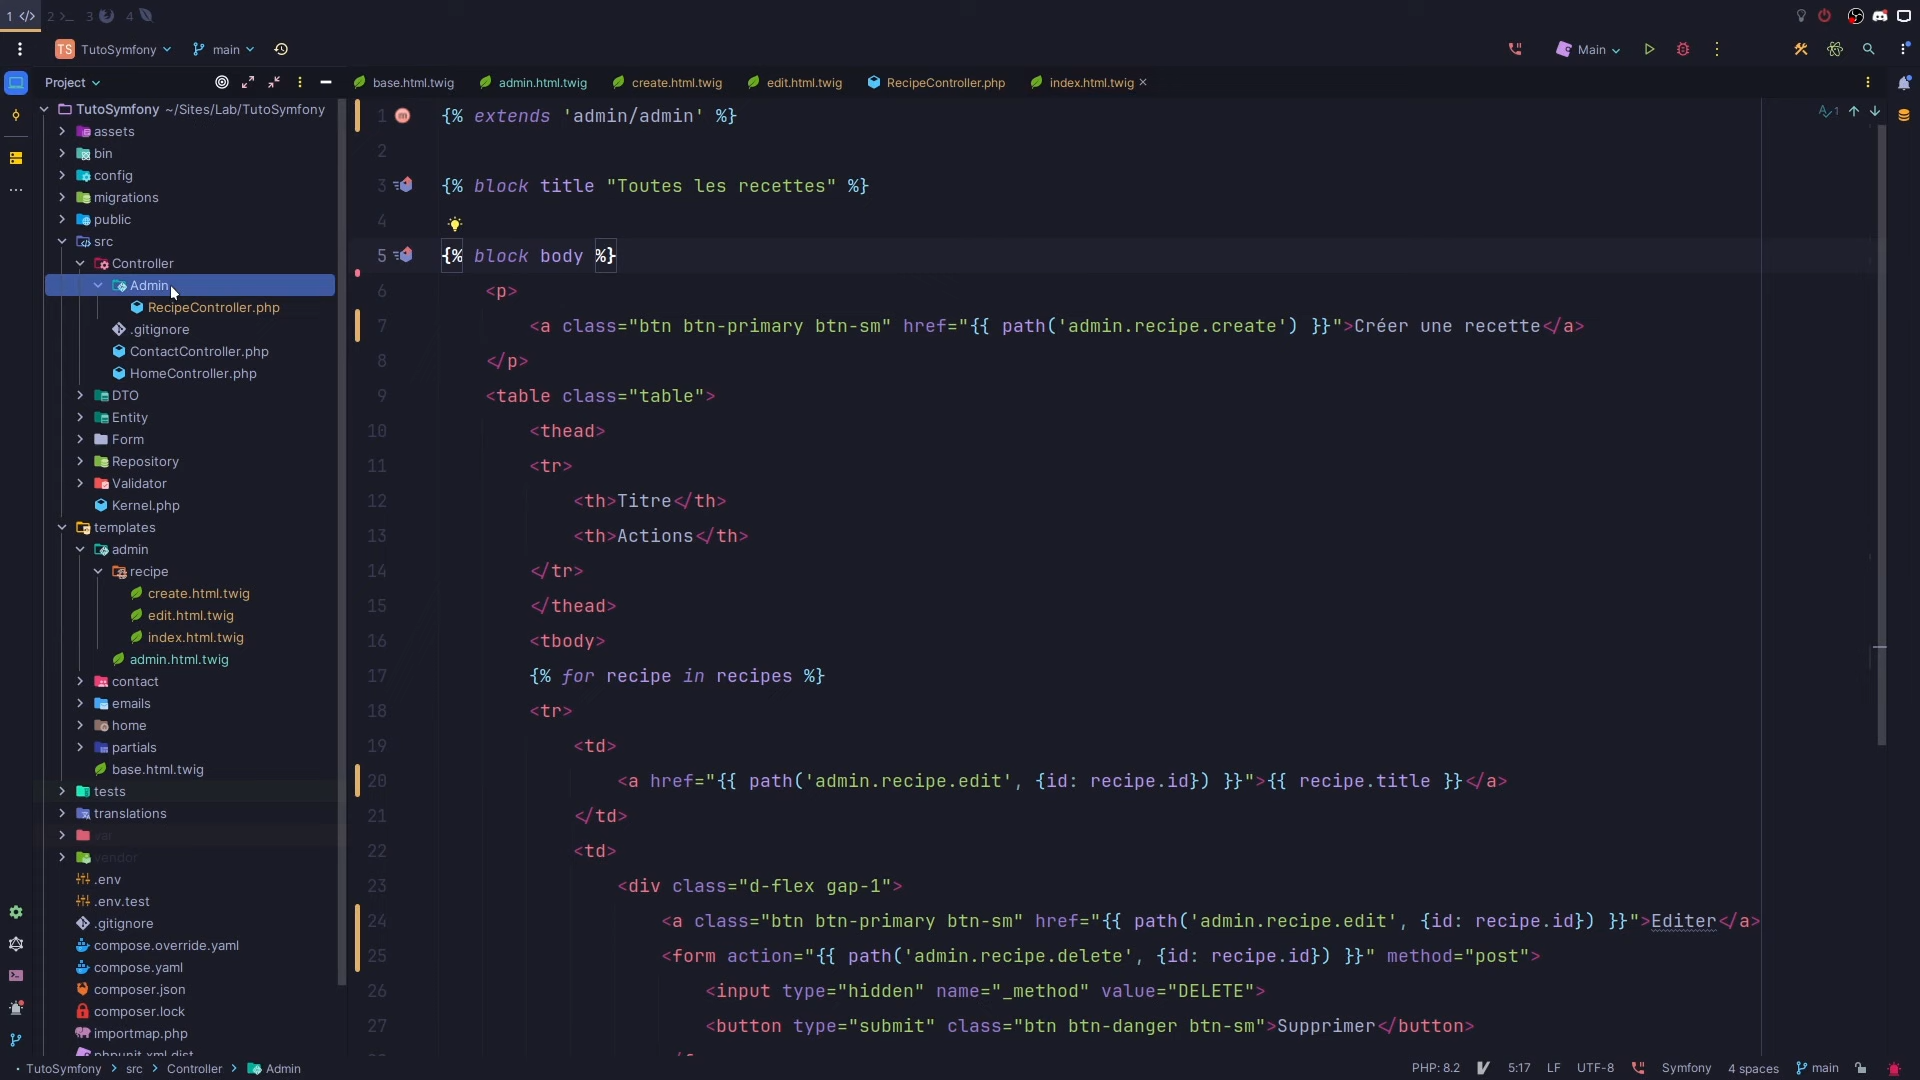 1 </>
2 >_
3
4
TS TutoSymfony
main
Main
Project
base.html.twig
admin.html.twig
create.html.twig
edit.html.twig
RecipeController.php
index.html.twig
TutoSymfony ~/Sites/Lab/TutoSymfony
assets
bin
config
migrations
public
src
Controller
Admin
RecipeController.php
.gitignore
ContactController.php
HomeController.php
DTO
Entity
Form
Repository
Validator
Kernel.php
templates
admin
recipe
create.html.twig
edit.html.twig
index.html.twig
admin.html.twig
contact
emails
home
partials
base.html.twig
tests
translations
var
vendor
.env
.env.test
.gitignore
compose.override.yaml
compose.yaml
composer.json
composer.lock
importmap.php
phpunit.xml.dist
1 {% extends 'admin/admin' %}
2
3 {% block title "Toutes les recettes" %}
4
5 {% block body %}
6 <p>
7 <a class="btn btn-primary btn-sm" href="{{ path('admin.recipe.create') }}">Créer une recette</a>
8 </p>
9 <table class="table">
10 <thead>
11 <tr>
12 <th>Titre</th>
13 <th>Actions</th>
14 </tr>
15 </thead>
16 <tbody>
17 {% for recipe in recipes %}
18 <tr>
19 <td>
20 <a href="{{ path('admin.recipe.edit', {id: recipe.id}) }}">{{ recipe.title }}</a>
21 </td>
22 <td>
23 <div class="d-flex gap-1">
24 <a class="btn btn-primary btn-sm" href="{{ path('admin.recipe.edit', {id: recipe.id}) }}">Editer</a>
25 <form action="{{ path('admin.recipe.delete', {id: recipe.id}) }}" method="post">
26 <input type="hidden" name="_method" value="DELETE">
27 <button type="submit" class="btn btn-danger btn-sm">Supprimer</button>
1
TutoSymfony > src > Controller > Admin
PHP: 8.2
5:17
LF
UTF-8
Symfony
4 spaces
main